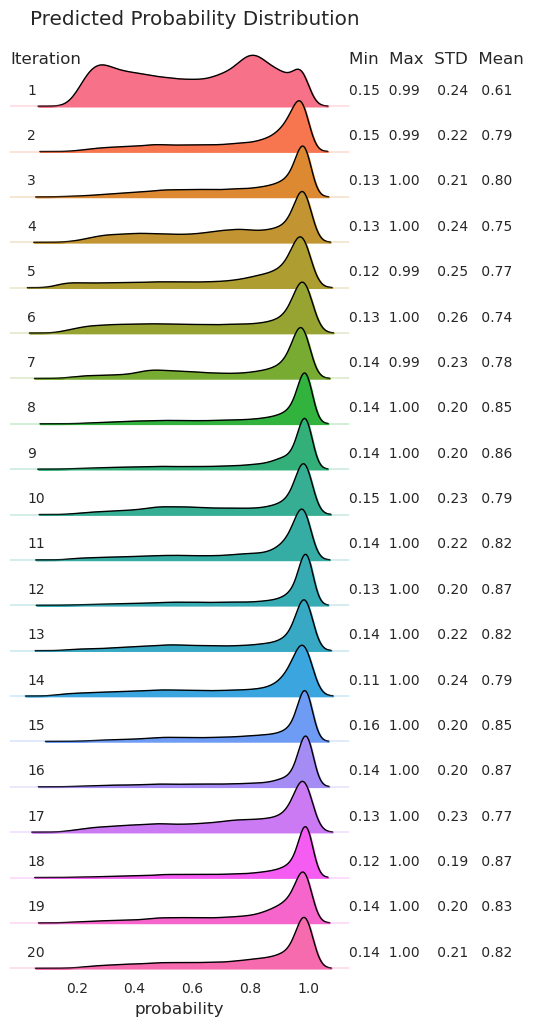 Predicted Probability Distribution
Iteration Min Max STD Mean
1 0.15 0.99 0.24 0.61
2 0.15 0.99 0.22 0.79
3 0.13 1.00 0.21 0.80
4 0.13 1.00 0.24 0.75
5 0.12 0.99 0.25 0.77
6 0.13 1.00 0.26 0.74
7 0.14 0.99 0.23 0.78
8 0.14 1.00 0.20 0.85
9 0.14 1.00 0.20 0.86
10 0.15 1.00 0.23 0.79
11 0.14 1.00 0.22 0.82
12 0.13 1.00 0.20 0.87
13 0.14 1.00 0.22 0.82
14 0.11 1.00 0.24 0.79
15 0.16 1.00 0.20 0.85
16 0.14 1.00 0.20 0.87
17 0.13 1.00 0.23 0.77
18 0.12 1.00 0.19 0.87
19 0.14 1.00 0.20 0.83
20 0.14 1.00 0.21 0.82
0.2 0.4 0.6 0.8 1.0
probability